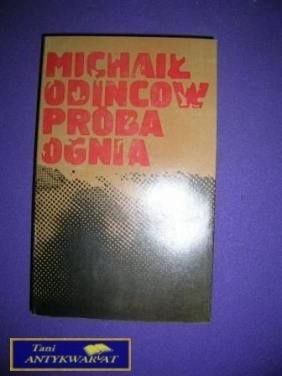 MICHAIŁ
ODINCOW
PRÓBA
OGNIA
Tani
ANTYKWARIAT